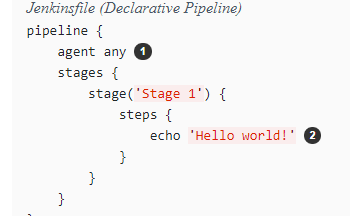 Jenkinsfile (Declarative Pipeline)
pipeline {
    agent any 1
    stages {
        stage('Stage 1') {
            steps {
                echo 'Hello world!' 2
            }
        }
    }
}